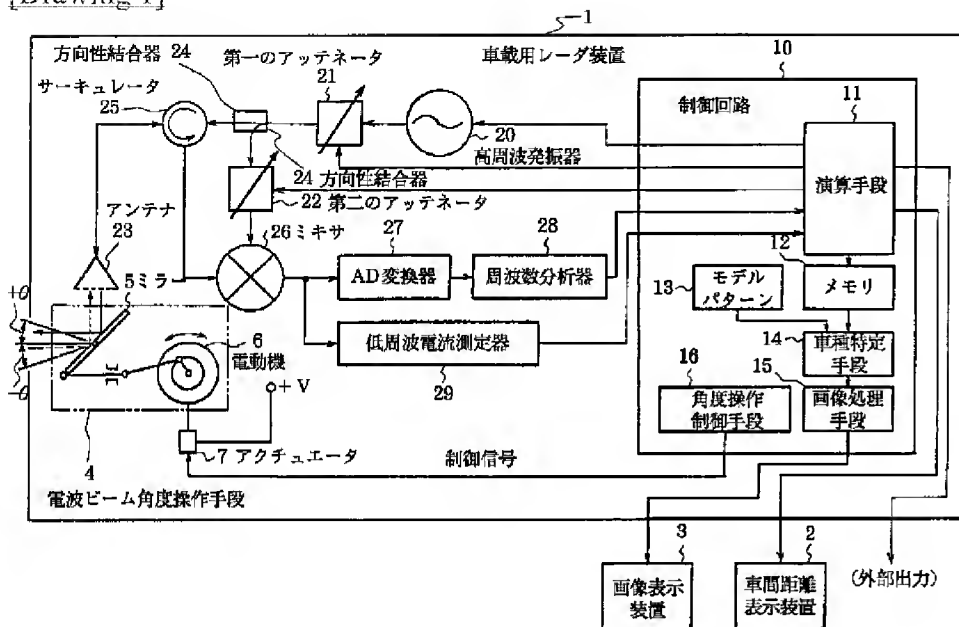 [Drawing 1]
1
方向性結合器 24
第一のアッテネータ
21
車載用レーダ装置
10
サーキュレータ
25
制御回路
11
20
高周波発振器
演算手段
24 方向性結合器
22 第二のアッテネータ
アンテナ
23
26 ミキサ
27
28
12
5 ミラ
AD変換器
周波数分析器
13
モデル
パターン
メモリ
+θ
-θ
6
電動機
+V
低周波電流測定器
29
14
車種特定
手段
16
15
角度操作
制御手段
画像処理
手段
4
7 アクチュエータ
制御信号
電波ビーム角度操作手段
3
2
画像表示
装置
車間距離
表示装置
(外部出力)